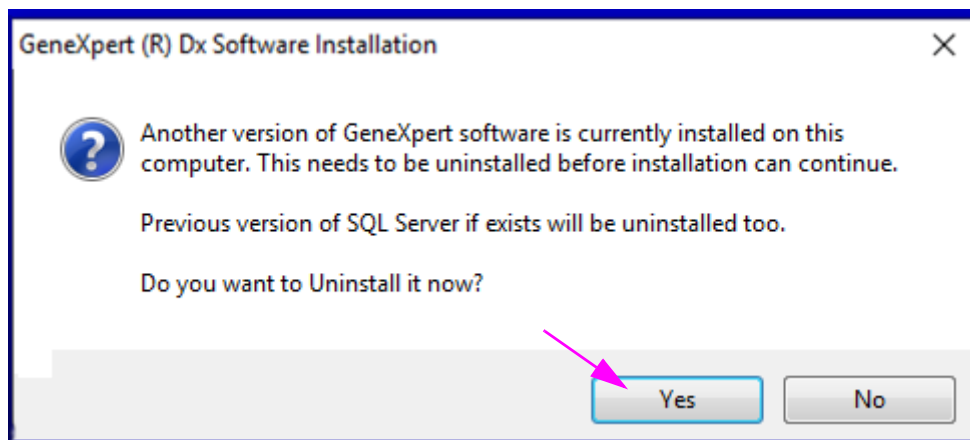 GeneXpert (R) Dx Software Installation
Another version of GeneXpert software is currently installed on this
computer. This needs to be uninstalled before installation can continue.
Previous version of SQL Server if exists will be uninstalled too.
Do you want to Uninstall it now?
Yes No